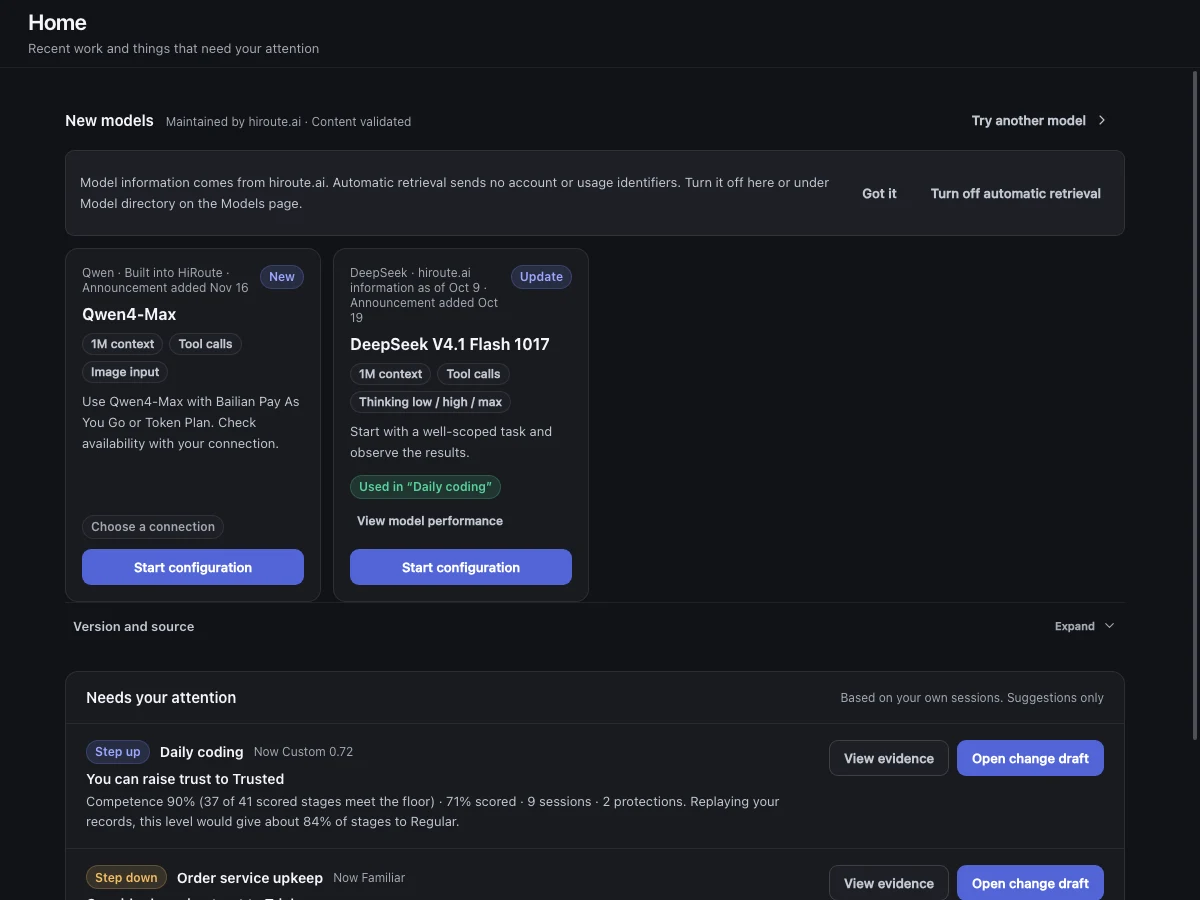 Home
Recent work and things that need your attention
New models
Maintained by hiroute.ai · Content validated
Try another model
Model information comes from hiroute.ai. Automatic retrieval sends no account or usage identifiers. Turn it off here or under
Model directory on the Models page.
Got it
Turn off automatic retrieval
Qwen · Built into HiRoute ·
Announcement added Nov 16
New
Qwen4-Max
1M context
Tool calls
Image input
Use Qwen4-Max with Bailian Pay As
You Go or Token Plan. Check
availability with your connection.
Choose a connection
Start configuration
DeepSeek · hiroute.ai
information as of Oct 9 ·
Announcement added Oct
19
Update
DeepSeek V4.1 Flash 1017
1M context
Tool calls
Thinking low / high / max
Start with a well-scoped task and
observe the results.
Used in “Daily coding”
View model performance
Start configuration
Version and source
Expand
Needs your attention
Based on your own sessions. Suggestions only
Step up
Daily coding
Now Custom 0.72
You can raise trust to Trusted
Competence 90% (37 of 41 scored stages meet the floor) · 71% scored · 9 sessions · 2 protections. Replaying your
records, this level would give about 84% of stages to Regular.
View evidence
Open change draft
Step down
Order service upkeep
Now Familiar
View evidence
Open change draft